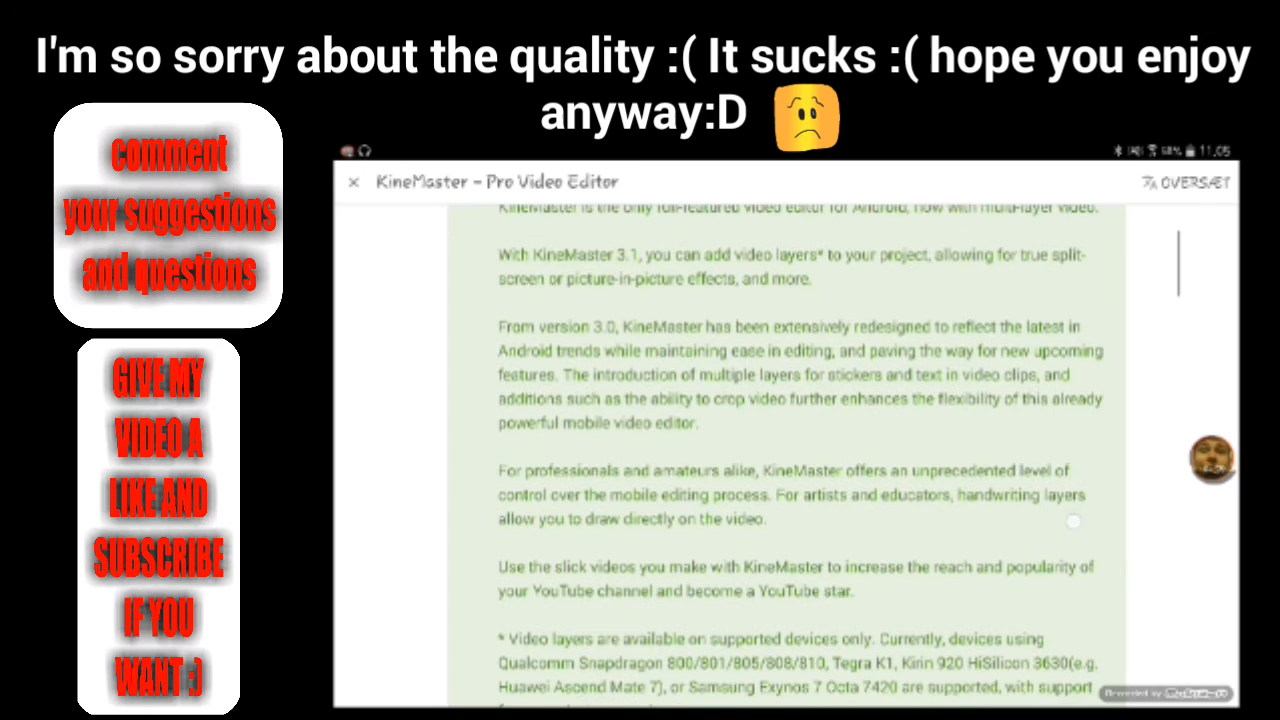 I'm so sorry about the quality :( It sucks :( hope you enjoy
anyway:D
comment
your suggestions
and questions
GIVE MY
VIDEO A
LIKE AND
SUBSCRIBE
IF YOU
WANT :)
11.05
× KineMaster – Pro Video Editor
OVERSÆT
KineMaster is the only full-featured video editor for Android, now with multi-layer video.
With KineMaster 3.1, you can add video layers* to your project, allowing for true split-
screen or picture-in-picture effects, and more.
From version 3.0, KineMaster has been extensively redesigned to reflect the latest in
Android trends while maintaining ease in editing, and paving the way for new upcoming
features. The introduction of multiple layers for stickers and text in video clips, and
additions such as the ability to crop video further enhances the flexibility of this already
powerful mobile video editor.
For professionals and amateurs alike, KineMaster offers an unprecedented level of
control over the mobile editing process. For artists and educators, handwriting layers
allow you to draw directly on the video.
Use the slick videos you make with KineMaster to increase the reach and popularity of
your YouTube channel and become a YouTube star.
* Video layers are available on supported devices only. Currently, devices using
Qualcomm Snapdragon 800/801/805/808/810, Tegra K1, Kirin 920 HiSilicon 3630(e.g.
Huawei Ascend Mate 7), or Samsung Exynos 7 Octa 7420 are supported, with support
Recorded by